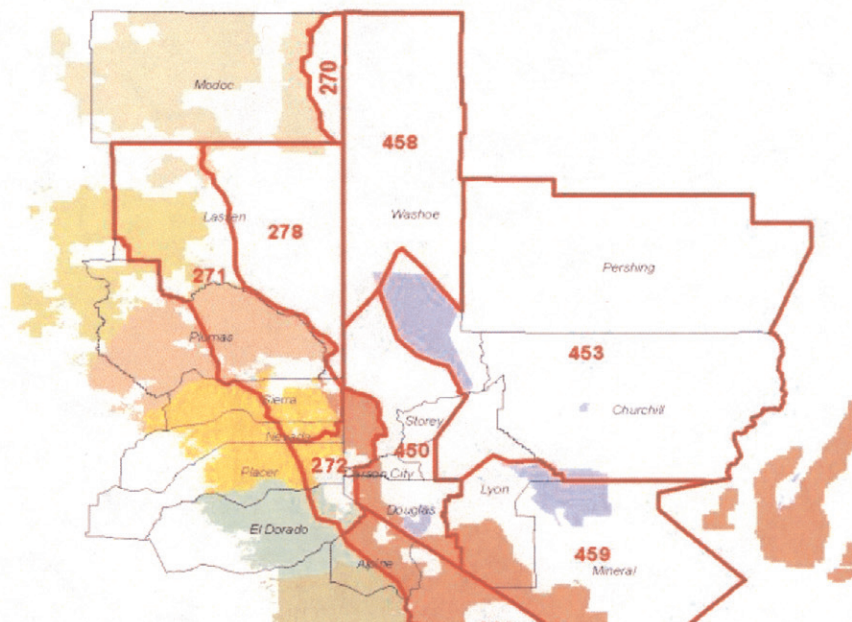 270
Modoc
458
Lassen
Washoe
278
271
Pershing
Plumas
453
Sierra
Churchill
Storey
Nevada
450
272
Carson City
Placer
Lyon
Douglas
El Dorado
459
Alpine
Mineral